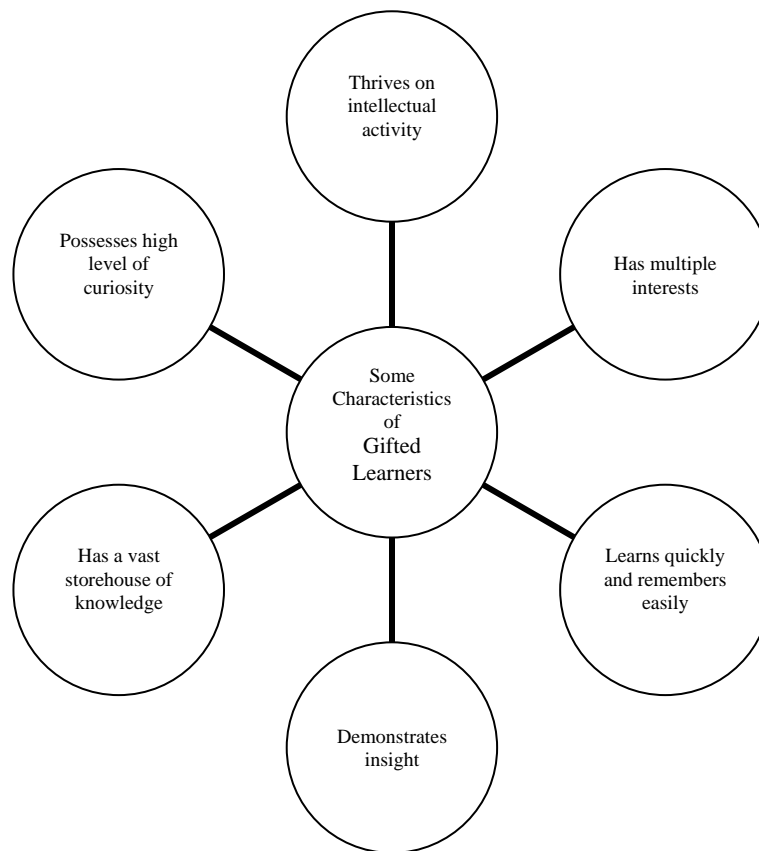 Thrives on
intellectual
activity
Possesses high
level of
curiosity
Has multiple
interests
Some
Characteristics
of
Gifted
Learners
Has a vast
storehouse of
knowledge
Learns quickly
and remembers
easily
Demonstrates
insight